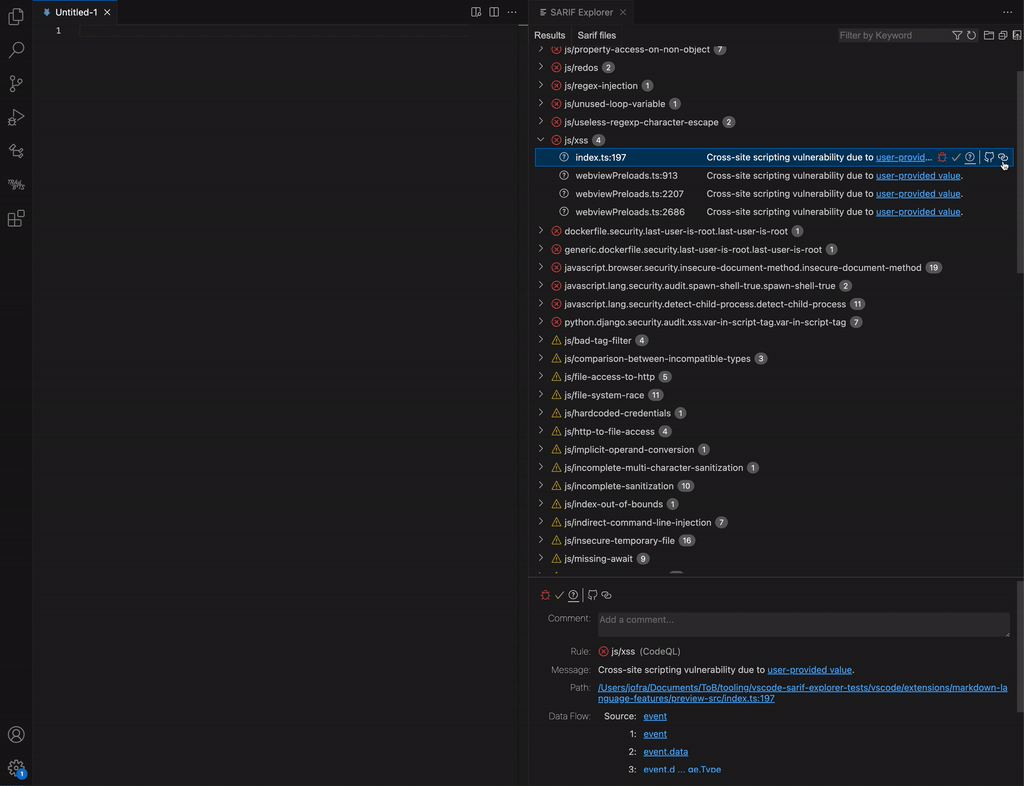 Untitled-1
1
SARIF Explorer
Results Sarif files
Filter by Keyword
js/property-access-on-non-object 7
js/redos 2
js/regex-injection 1
js/unused-loop-variable 1
js/useless-regexp-character-escape 2
js/xss 4
index.ts:197 Cross-site scripting vulnerability due to user-provid...
webviewPreloads.ts:913 Cross-site scripting vulnerability due to user-provided value.
webviewPreloads.ts:2207 Cross-site scripting vulnerability due to user-provided value.
webviewPreloads.ts:2686 Cross-site scripting vulnerability due to user-provided value.
dockerfile.security.last-user-is-root.last-user-is-root 1
generic.dockerfile.security.last-user-is-root.last-user-is-root 1
javascript.browser.security.insecure-document-method.insecure-document-method 19
javascript.lang.security.audit.spawn-shell-true.spawn-shell-true 2
javascript.lang.security.detect-child-process.detect-child-process 11
python.django.security.audit.xss.var-in-script-tag.var-in-script-tag 7
js/bad-tag-filter 4
js/comparison-between-incompatible-types 3
js/file-access-to-http 5
js/file-system-race 11
js/hardcoded-credentials 1
js/http-to-file-access 4
js/implicit-operand-conversion 1
js/incomplete-multi-character-sanitization 1
js/incomplete-sanitization 10
js/index-out-of-bounds 1
js/indirect-command-line-injection 7
js/insecure-temporary-file 16
js/missing-await 9
Comment: Add a comment...
Rule: js/xss (CodeQL)
Message: Cross-site scripting vulnerability due to user-provided value.
Path: /Users/jofra/Documents/ToB/tooling/vscode-sarif-explorer-tests/vscode/extensions/markdown-la
nguage-features/preview-src/index.ts:197
Data Flow: Source: event
1: event
2: event.data
3: event.d ... ge.Type
1